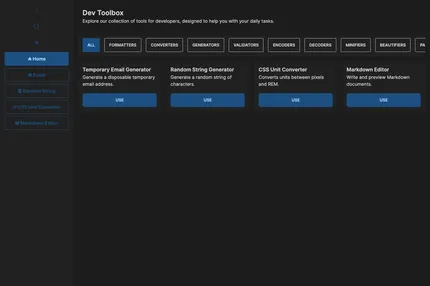 Dev Toolbox
Explore our collection of tools for developers, designed to help you with your daily tasks.
Home
Email
Random String
CSS Unit Converter
Markdown Editor
ALL
FORMATTERS
CONVERTERS
GENERATORS
VALIDATORS
ENCODERS
DECODERS
MINIFIERS
BEAUTIFIERS
PA
Temporary Email Generator
Generate a disposable temporary
email address.
USE
Random String Generator
Generate a random string of
characters.
USE
CSS Unit Converter
Converts units between pixels
and REM.
USE
Markdown Editor
Write and preview Markdown
documents.
USE